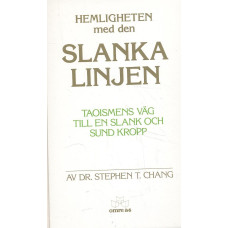 HEMLIGHETEN
med den
SLANKA
LINJEN
TAOISMENS VÄG
TILL EN SLANK OCH
SUND KROPP
AV DR. STEPHEN T. CHANG